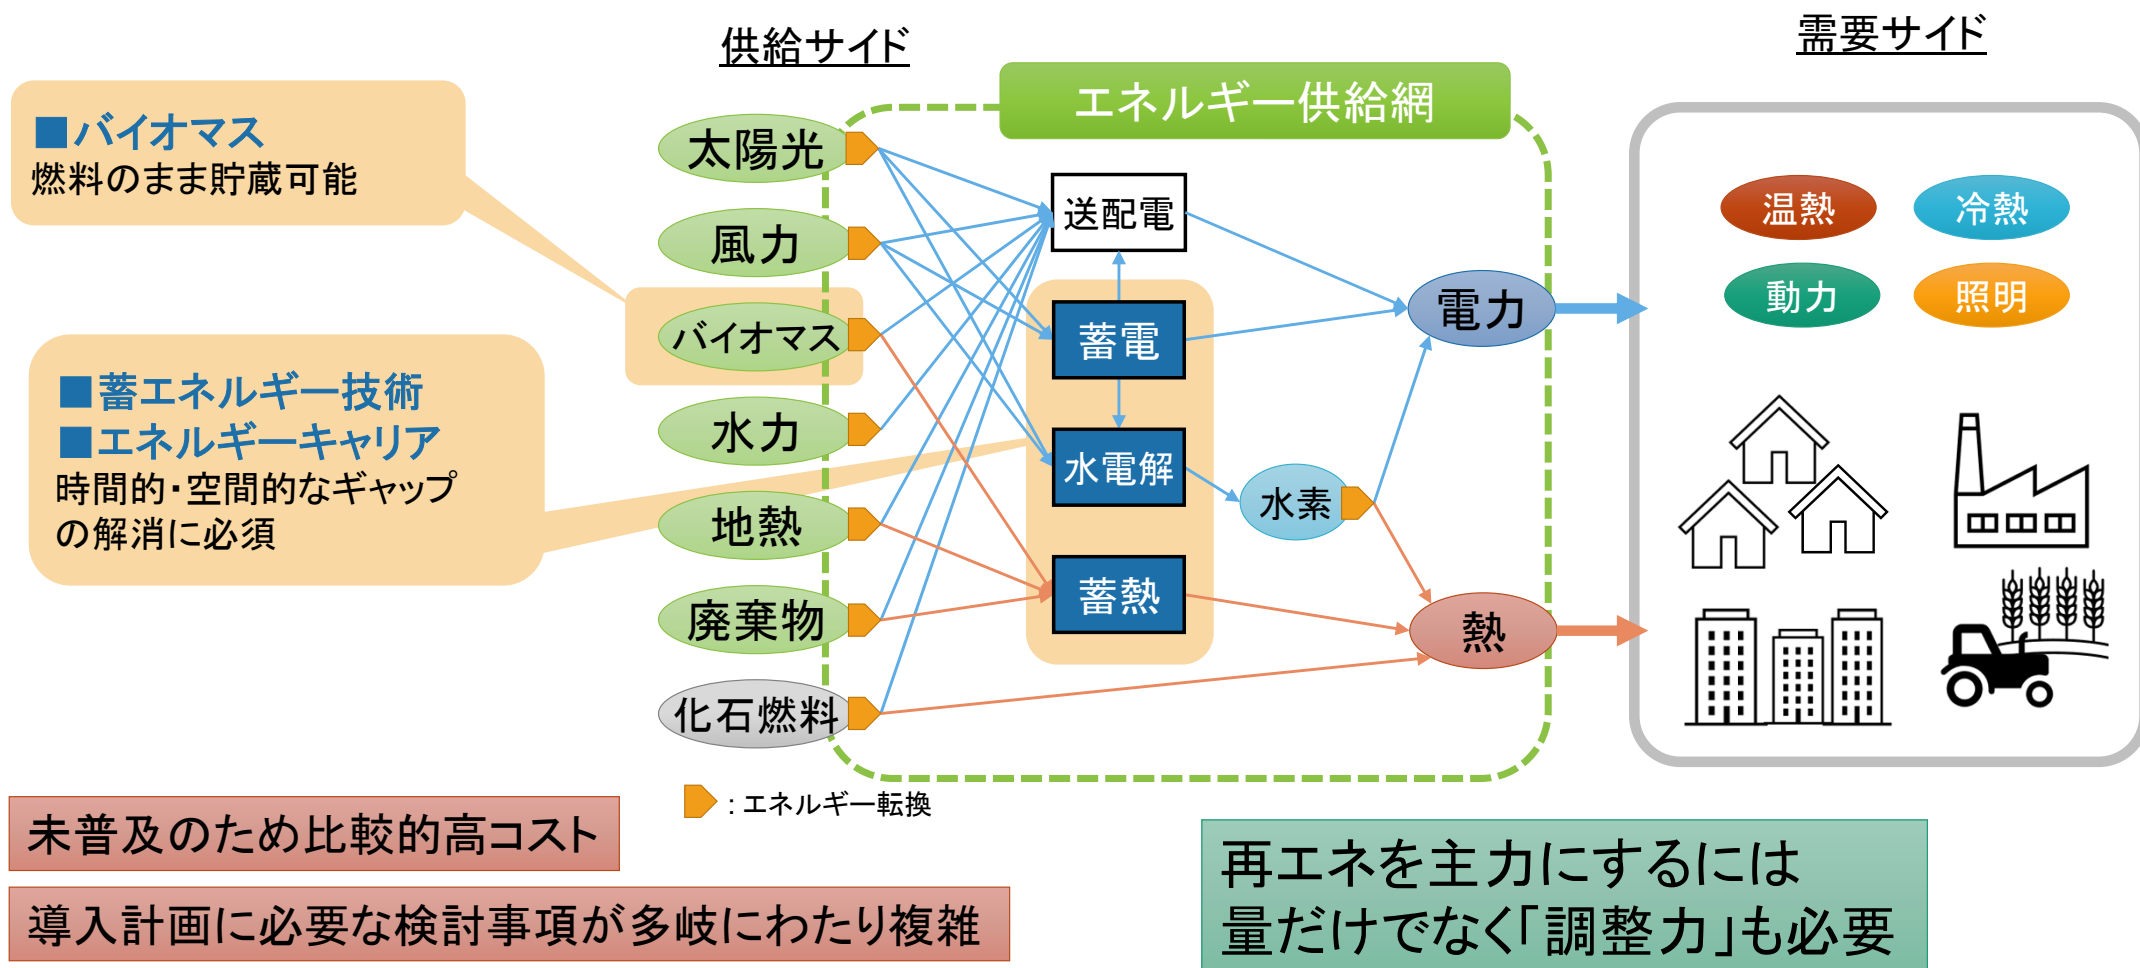 供給サイド
需要サイド
エネルギー供給網
■バイオマス
燃料のまま貯蔵可能
■蓄エネルギー技術
■エネルギーキャリア
時間的・空間的なギャップ
の解消に必須
太陽光
風力
バイオマス
水力
地熱
廃棄物
化石燃料
送配電
蓄電
水電解
蓄熱
水素
電力
熱
温熱
冷熱
動力
照明
：エネルギー転換
未普及のため比較的高コスト
導入計画に必要な検討事項が多岐にわたり複雑
再エネを主力にするには
量だけでなく「調整力」も必要